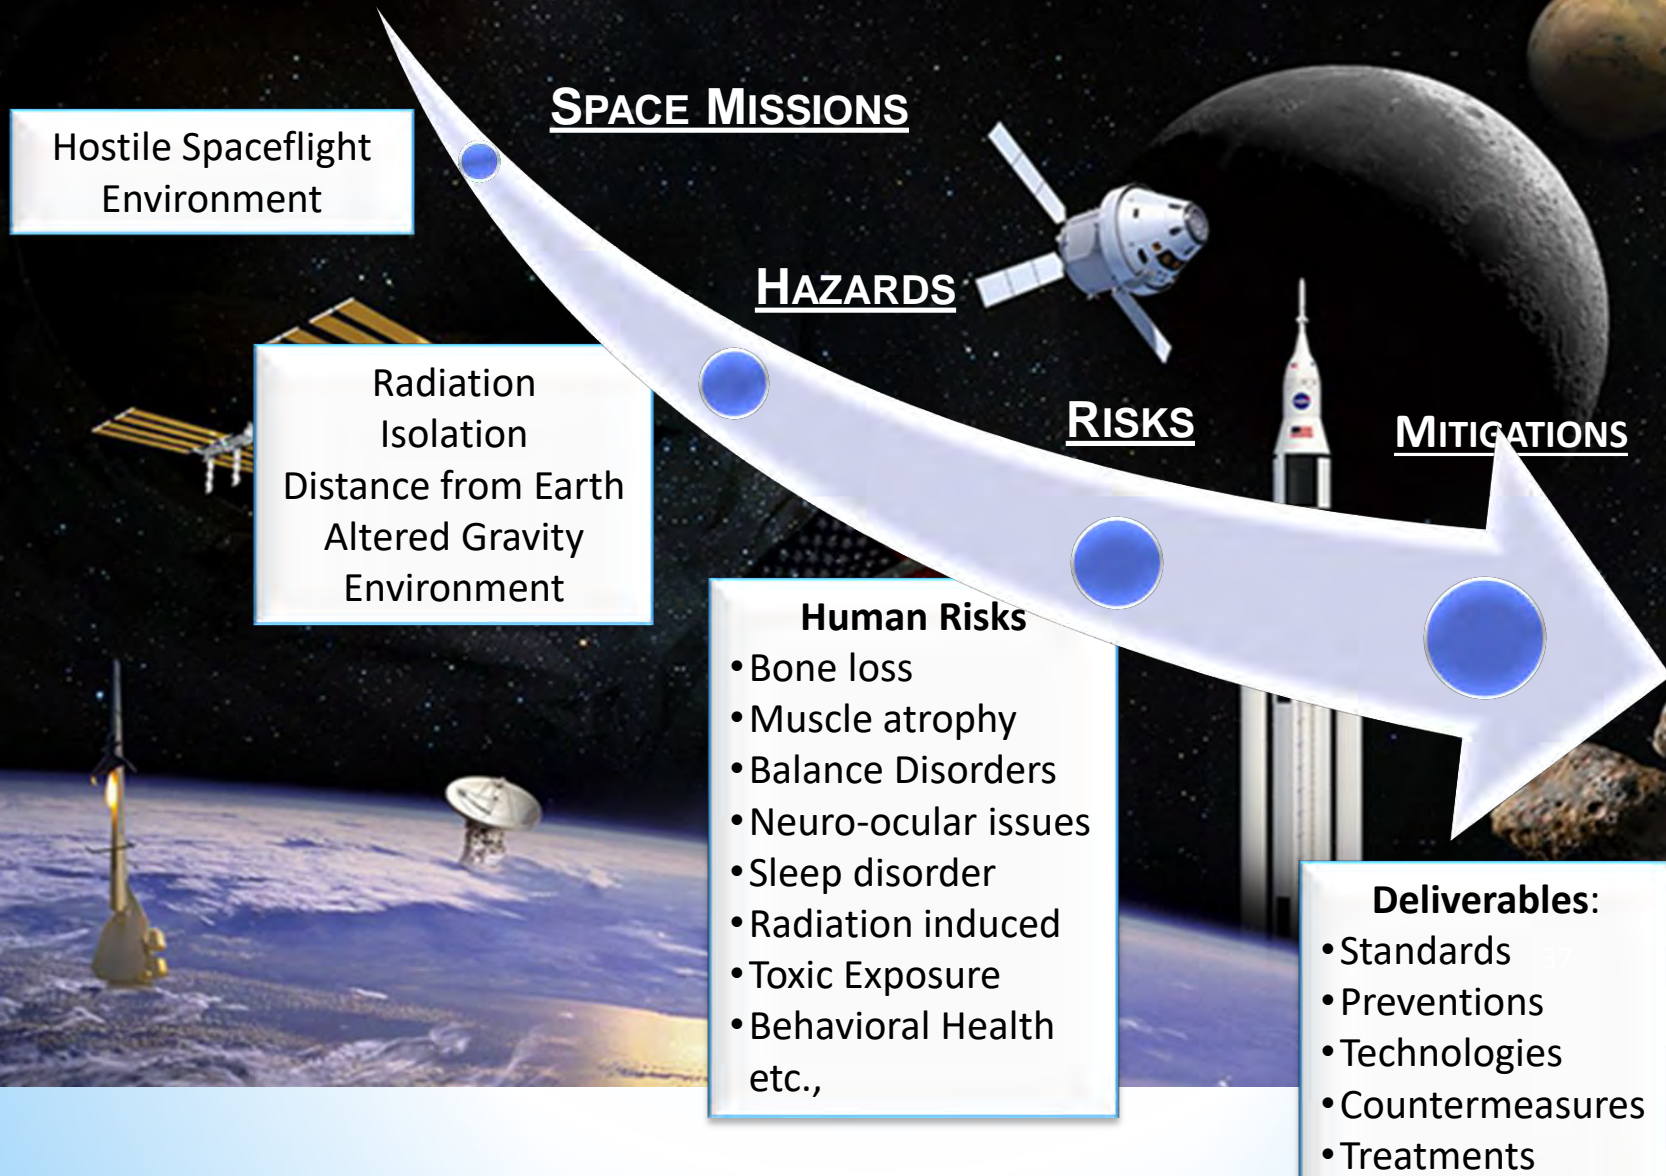 SPACE MISSIONS
Hostile Spaceflight
Environment
HAZARDS
Radiation
Isolation
Distance from Earth
Altered Gravity
Environment
RISKS
Human Risks
•Bone loss
•Muscle atrophy
•Balance Disorders
•Neuro-ocular issues
•Sleep disorder
•Radiation induced
•Toxic Exposure
•Behavioral Health
etc.,
MITIGATIONS
Deliverables:
•Standards
37
•Preventions
•Technologies
•Countermeasures
•Treatments